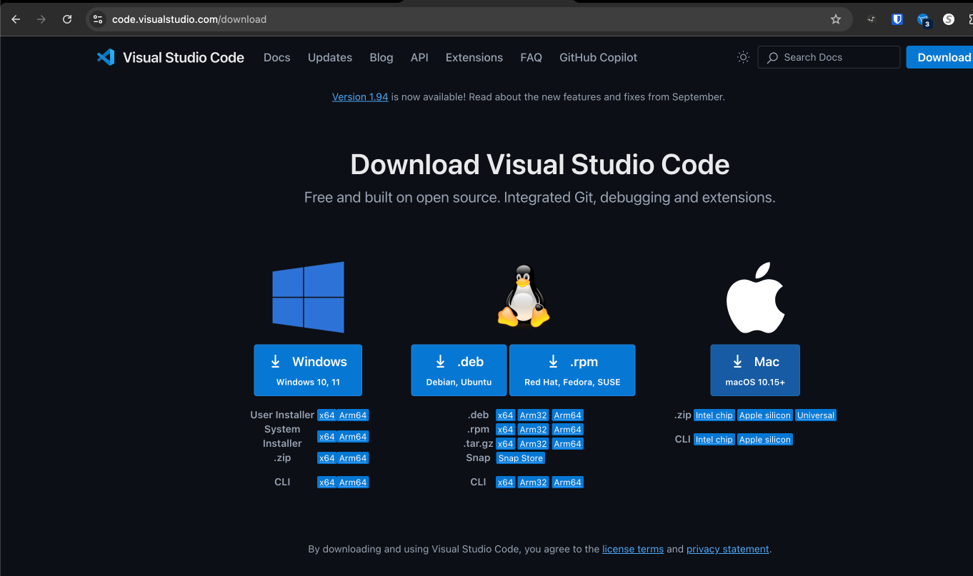 code.visualstudio.com/download
3
S
Visual Studio Code Docs Updates Blog API Extensions FAQ GitHub Copilot Search Docs Download
Version 1.94 is now available! Read about the new features and fixes from September.
Download Visual Studio Code
Free and built on open source. Integrated Git, debugging and extensions.
Windows
Windows 10, 11
User Installer x64 Arm64
System
Installer x64 Arm64
.zip x64 Arm64
CLI x64 Arm64
.deb
Debian, Ubuntu
.rpm
Red Hat, Fedora, SUSE
.deb x64 Arm32 Arm64
.rpm x64 Arm32 Arm64
.tar.gz x64 Arm32 Arm64
Snap Snap Store
CLI x64 Arm32 Arm64
Mac
macOS 10.15+
.zip Intel chip Apple silicon Universal
CLI Intel chip Apple silicon
By downloading and using Visual Studio Code, you agree to the license terms and privacy statement.